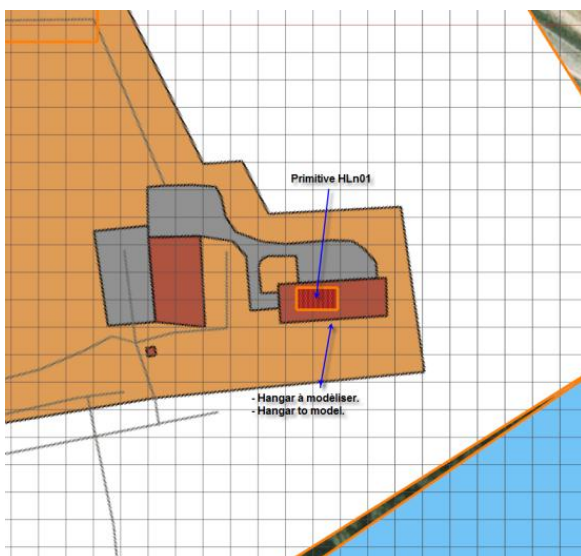 Primitive HLn01
- Hangar à modéliser.
- Hangar to model.